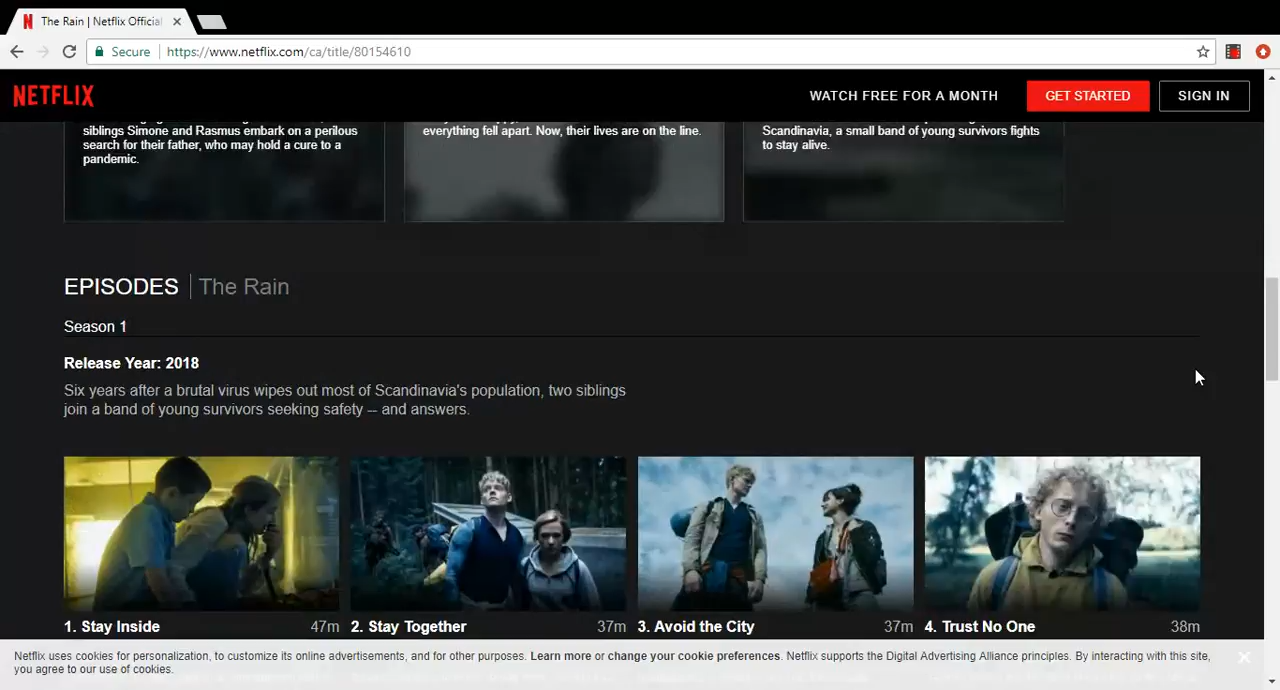 The Rain | Netflix Official
Secure
https://www.netflix.com/ca/title/80154610
NETFLIX
WATCH FREE FOR A MONTH
GET STARTED
SIGN IN
siblings Simone and Rasmus embark on a perilous
search for their father, who may hold a cure to a
pandemic.
everything fell apart. Now, their lives are on the line.
Scandinavia, a small band of young survivors fights
to stay alive.
EPISODES | The Rain
Season 1
Release Year: 2018
Six years after a brutal virus wipes out most of Scandinavia's population, two siblings
join a band of young survivors seeking safety -- and answers.
1. Stay Inside 47m
2. Stay Together 37m
3. Avoid the City 37m
4. Trust No One 38m
Netflix uses cookies for personalization, to customize its online advertisements, and for other purposes. Learn more or change your cookie preferences. Netflix supports the Digital Advertising Alliance principles. By interacting with this site,
you agree to our use of cookies.